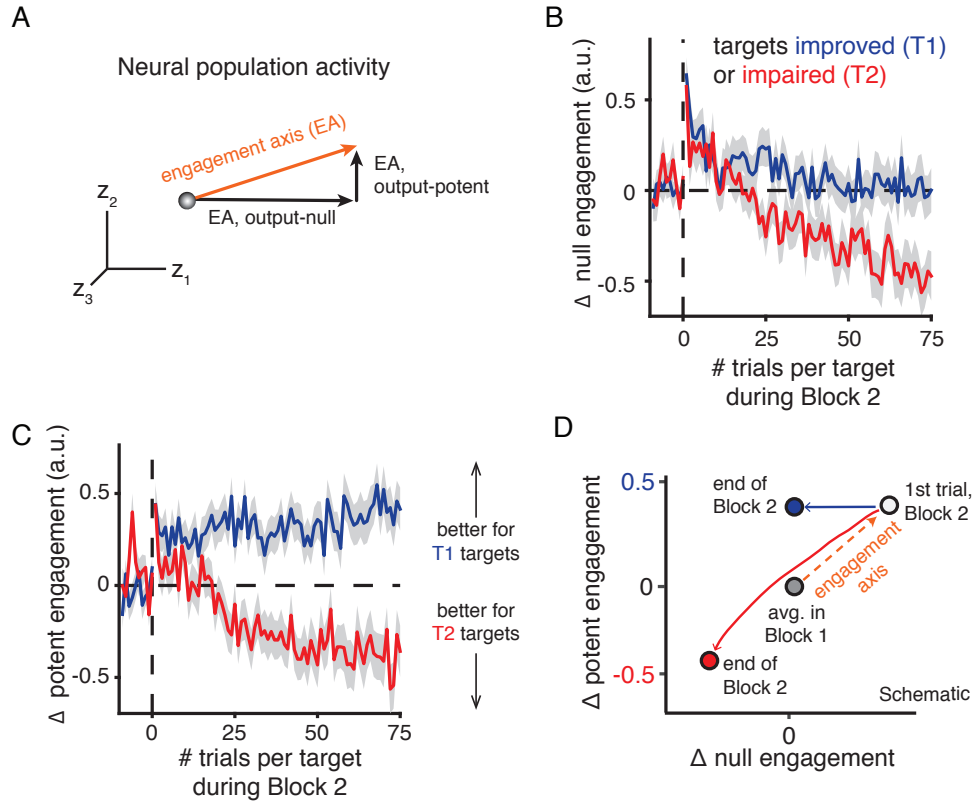 A
Neural population activity
engagement axis (EA)
EA,
output-potent
EA, output-null
z2
z1
z3
B
targets improved (T1)
or impaired (T2)
Δ null engagement (a.u.)
0.5
0
-0.5
0
25
50
75
# trials per target
during Block 2
C
Δ potent engagement (a.u.)
0.5
0
-0.5
0
25
50
75
# trials per target
during Block 2
better for
T1 targets
better for
T2 targets
D
Δ potent engagement
0.5
0
-0.5
end of
Block 2
1st trial,
Block 2
engagement
axis
avg. in
Block 1
end of
Block 2
Schematic
0
Δ null engagement